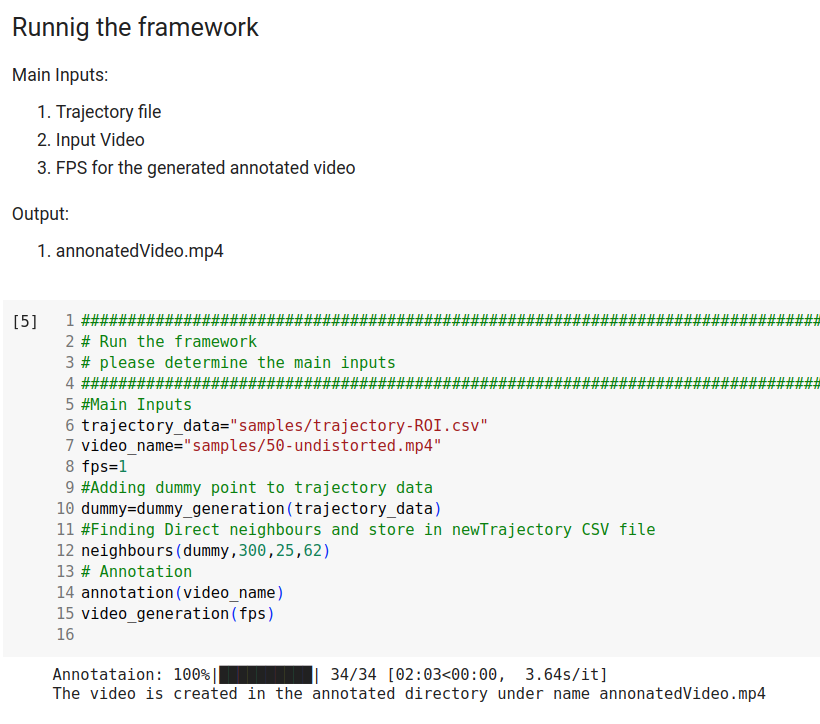 Runnig the framework
Main Inputs:
1. Trajectory file
2. Input Video
3. FPS for the generated annotated video
Output:
1. annonatedVideo.mp4
[5] 1 ################################################################################
2 # Run the framework
3 # please determine the main inputs
4 ################################################################################
5 #Main Inputs
6 trajectory_data="samples/trajectory-ROI.csv"
7 video_name="samples/50-undistorted.mp4"
8 fps=1
9 #Adding dummy point to trajectory data
10 dummy=dummy_generation(trajectory_data)
11 #Finding Direct neighbours and store in newTrajectory CSV file
12 neighbours(dummy,300,25,62)
13 # Annotation
14 annotation(video_name)
15 video_generation(fps)
16
Annotataion: 100%|██████████| 34/34 [02:03<00:00, 3.64s/it]
The video is created in the annotated directory under name annonatedVideo.mp4